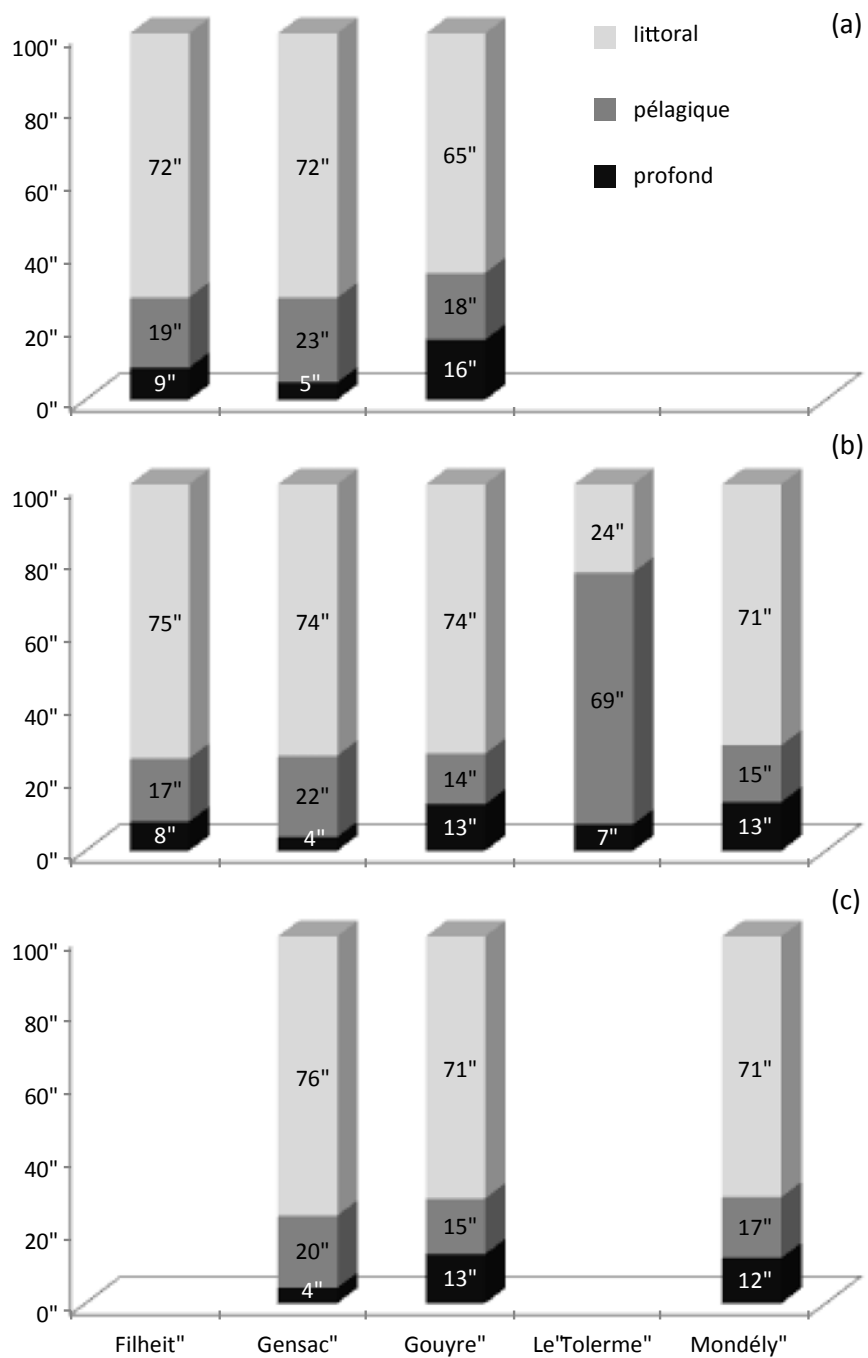 (a)
littoral
pélagique
profond
100"
80"
60"
40"
20"
0"
72" 72" 65"
19" 23" 18"
9" 5" 16"
(b)
100"
80"
60"
40"
20"
0"
75" 74" 74" 24" 71"
17" 22" 14" 69" 15"
8" 4" 13" 7" 13"
(c)
100"
80"
60"
40"
20"
0"
76" 71" 71"
20" 15" 17"
4" 13" 12"
Filheit" Gensac" Gouyre" Le"Tolerme" Mondély"